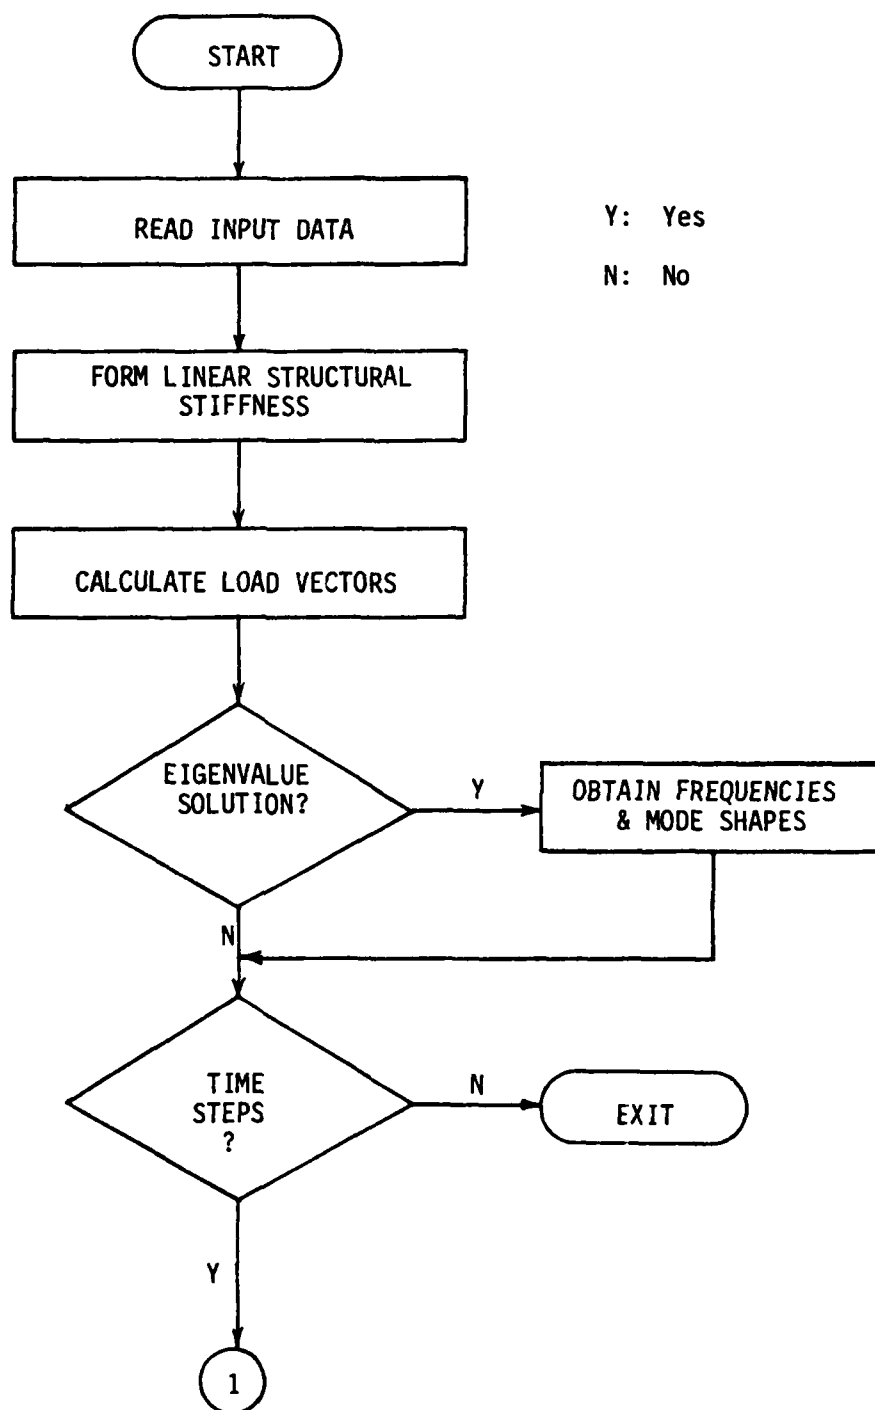 START
READ INPUT DATA
Y: Yes
N: No
FORM LINEAR STRUCTURAL
STIFFNESS
CALCULATE LOAD VECTORS
EIGENVALUE
SOLUTION?
Y
OBTAIN FREQUENCIES
& MODE SHAPES
N
TIME
STEPS
?
N
EXIT
Y
1